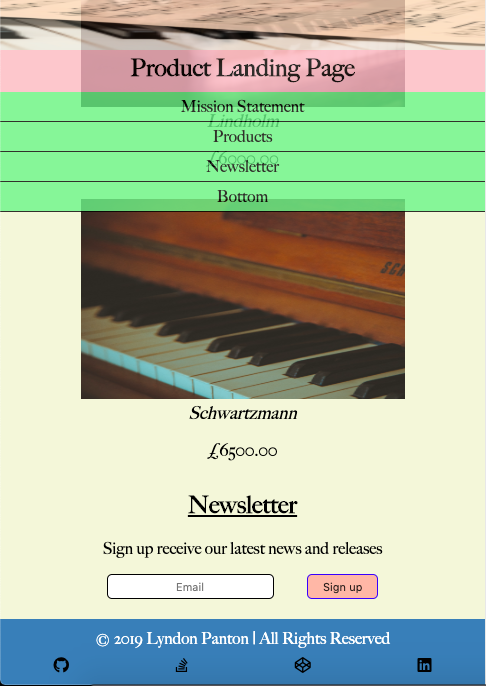 Product Landing Page
Mission Statement
Lindholm
Products
£6000.00
Newsletter
Bottom
SCH
Schwartzmann
£6500.00
Newsletter
Sign up receive our latest news and releases
Email
Sign up
© 2019 Lyndon Panton | All Rights Reserved